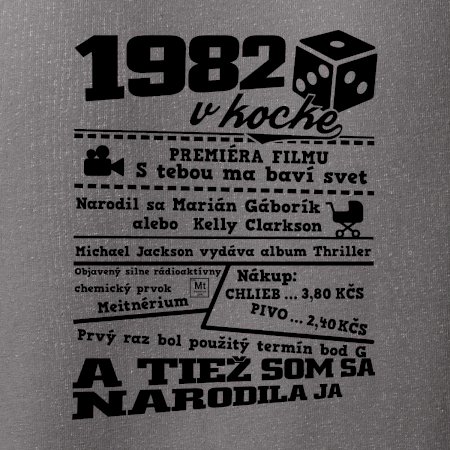 1982
v kocke
PREMIÉRA FILMU
S tebou ma baví svet
Narodil sa Marián Gáborík
alebo Kelly Clarkson
Michael Jackson vydáva album Thriller
Objavený silne rádioaktívny
chemický prvok
Mt
Meitnérium
Nákup:
CHLIEB ... 3,80 KČS
PIVO ... 2,40KČS
Prvý raz bol použitý termín bod G
A TIEŽ SOM SA
NARODILA JA